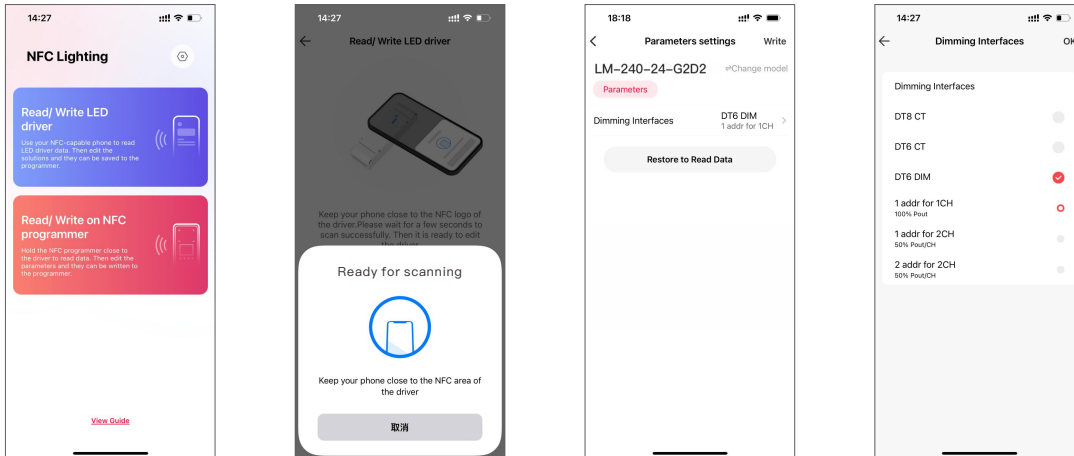 14:27
NFC Lighting
Read/ Write LED
driver
Use your NFC-capable phone to read
LED driver data. Then edit the
solutions and they can be saved to the
programmer.
Read/ Write on NFC
programmer
Hold the NFC programmer close to
the driver to read data. Then edit the
parameters and they can be written to
the programmer.
View Guide
14:27
Read/ Write LED driver
Keep your phone close to the NFC logo of
the driver.Please wait for a few seconds to
scan successfully. Then it is ready to edit
the driver
Ready for scanning
Keep your phone close to the NFC area of
the driver
取消
18:18
Parameters settings Write
LM-240-24-G2D2 ⇌Change model
Parameters
Dimming Interfaces DT6 DIM
1 addr for 1CH
Restore to Read Data
14:27
Dimming Interfaces OK
Dimming Interfaces
DT8 CT
DT6 CT
DT6 DIM
1 addr for 1CH
100% Pout
1 addr for 2CH
50% Pout/CH
2 addr for 2CH
50% Pout/CH